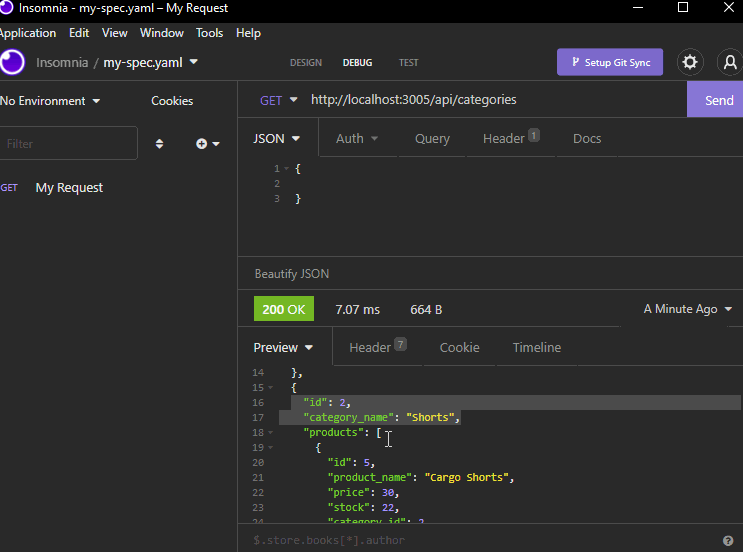 Insomnia - my-spec.yaml – My Request
Application Edit View Window Tools Help
Insomnia / my-spec.yaml
DESIGN DEBUG TEST
Setup Git Sync
No Environment Cookies
GET http://localhost:3005/api/categories Send
Filter
JSON Auth Query Header 1 Docs
GET My Request
1 {
2
3 }
Beautify JSON
200 OK 7.07 ms 664 B A Minute Ago
Preview Header 7 Cookie Timeline
14 },
15 {
16 "id": 2,
17 "category_name": "Shorts",
18 "products": [
19 {
20 "id": 5,
21 "product_name": "Cargo Shorts",
22 "price": 30,
23 "stock": 22,
24 "category_id": 2
$.store.books[*].author